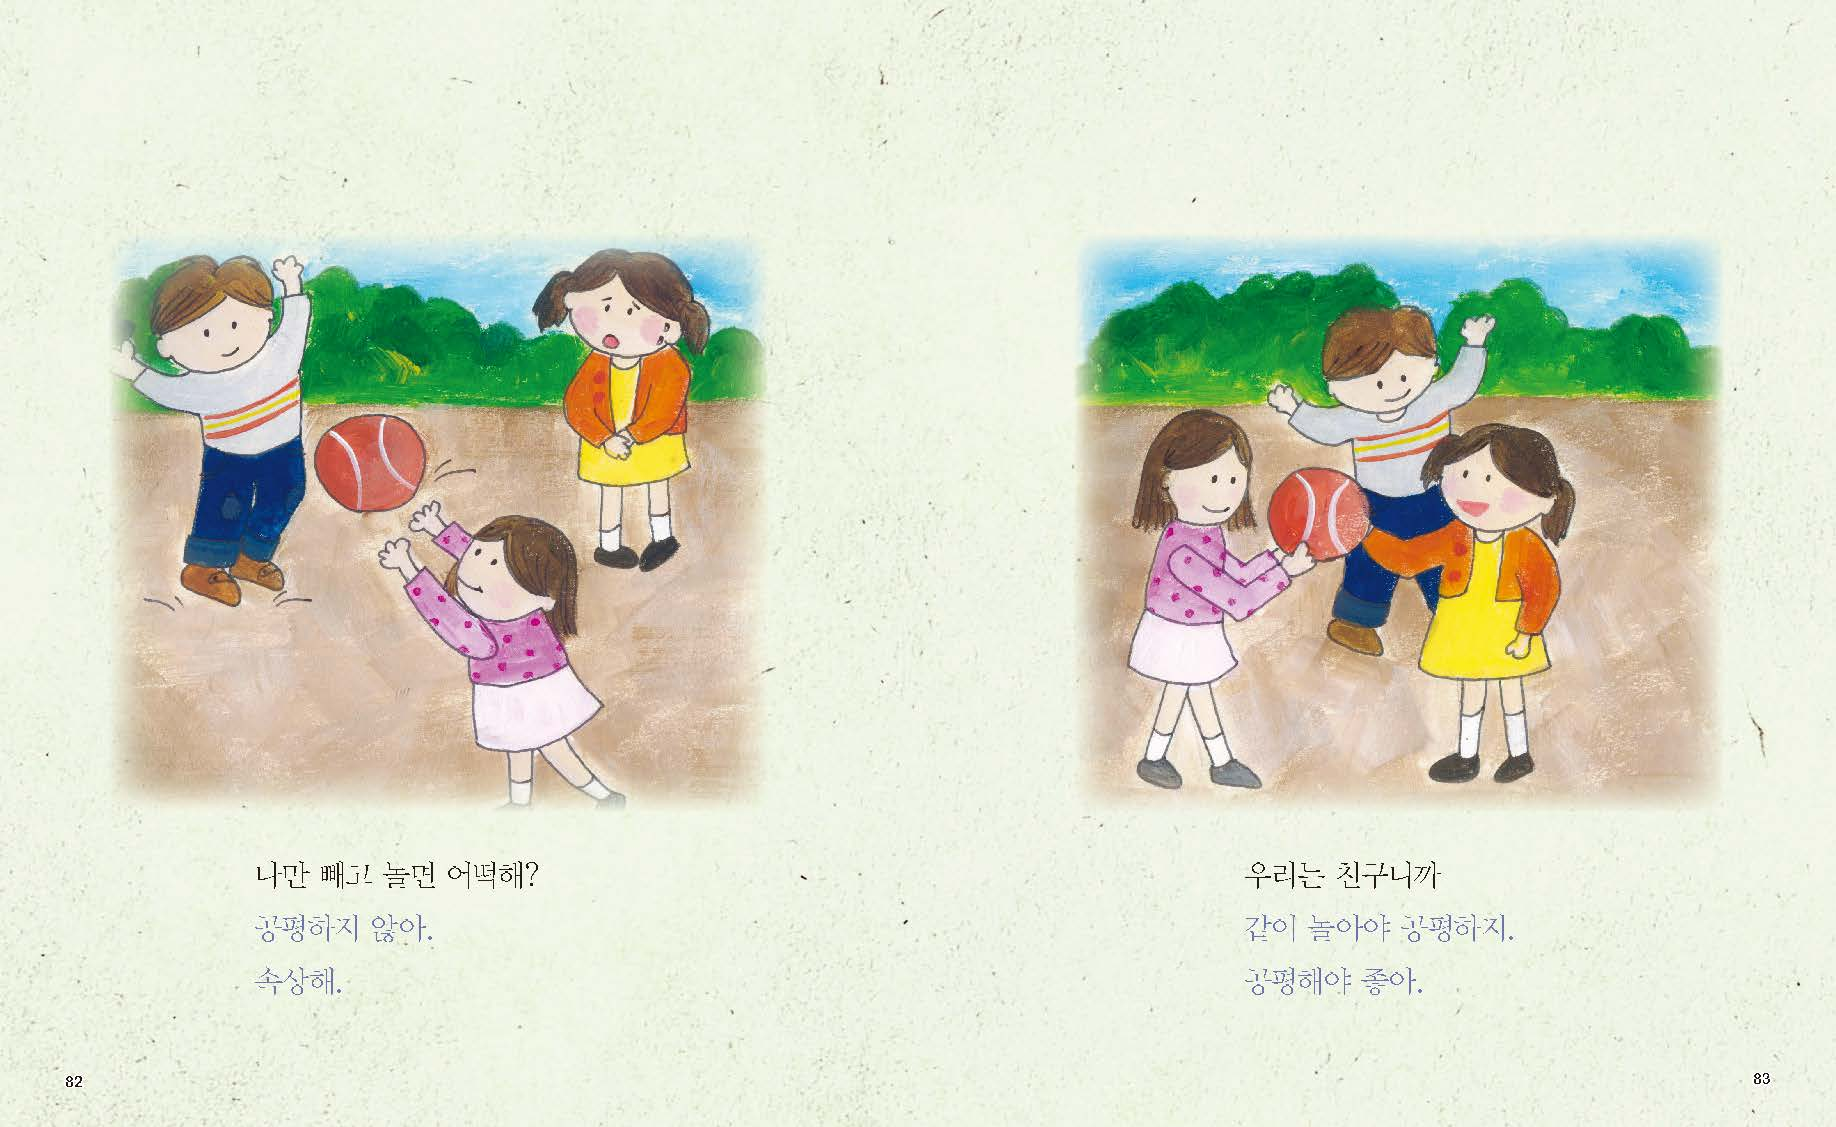 나만 빼고 놀면 어떡해?
공평하지 않아.
속상해.
82
우리는 친구니까
같이 놀아야 공평하지.
공평해야 좋아.
83